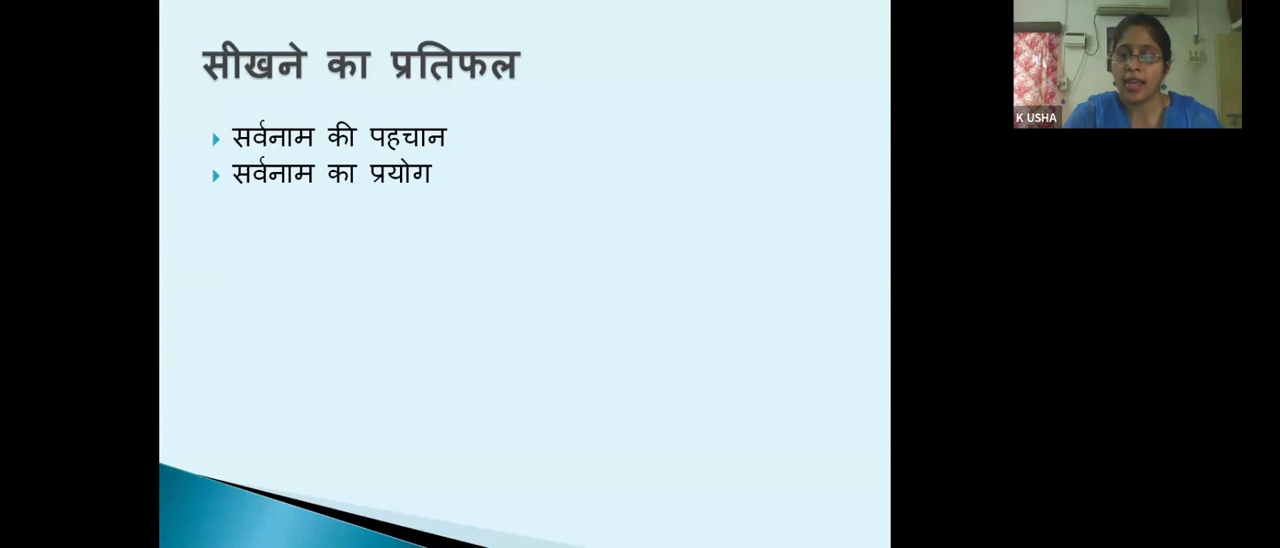 सीखने का प्रतिफल
सर्वनाम की पहचान
सर्वनाम का प्रयोग
K USHA